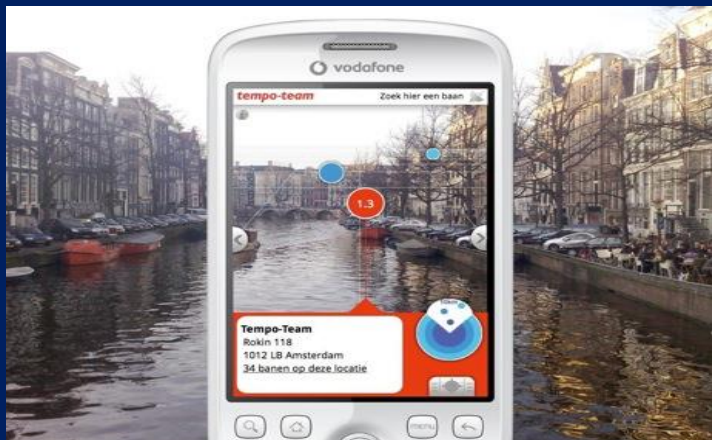 vodafone
tempo-team Zoek hier een baan
1.3
Tempo-Team
Rokin 118
1012 LB Amsterdam
34 banen op deze locatie
menu